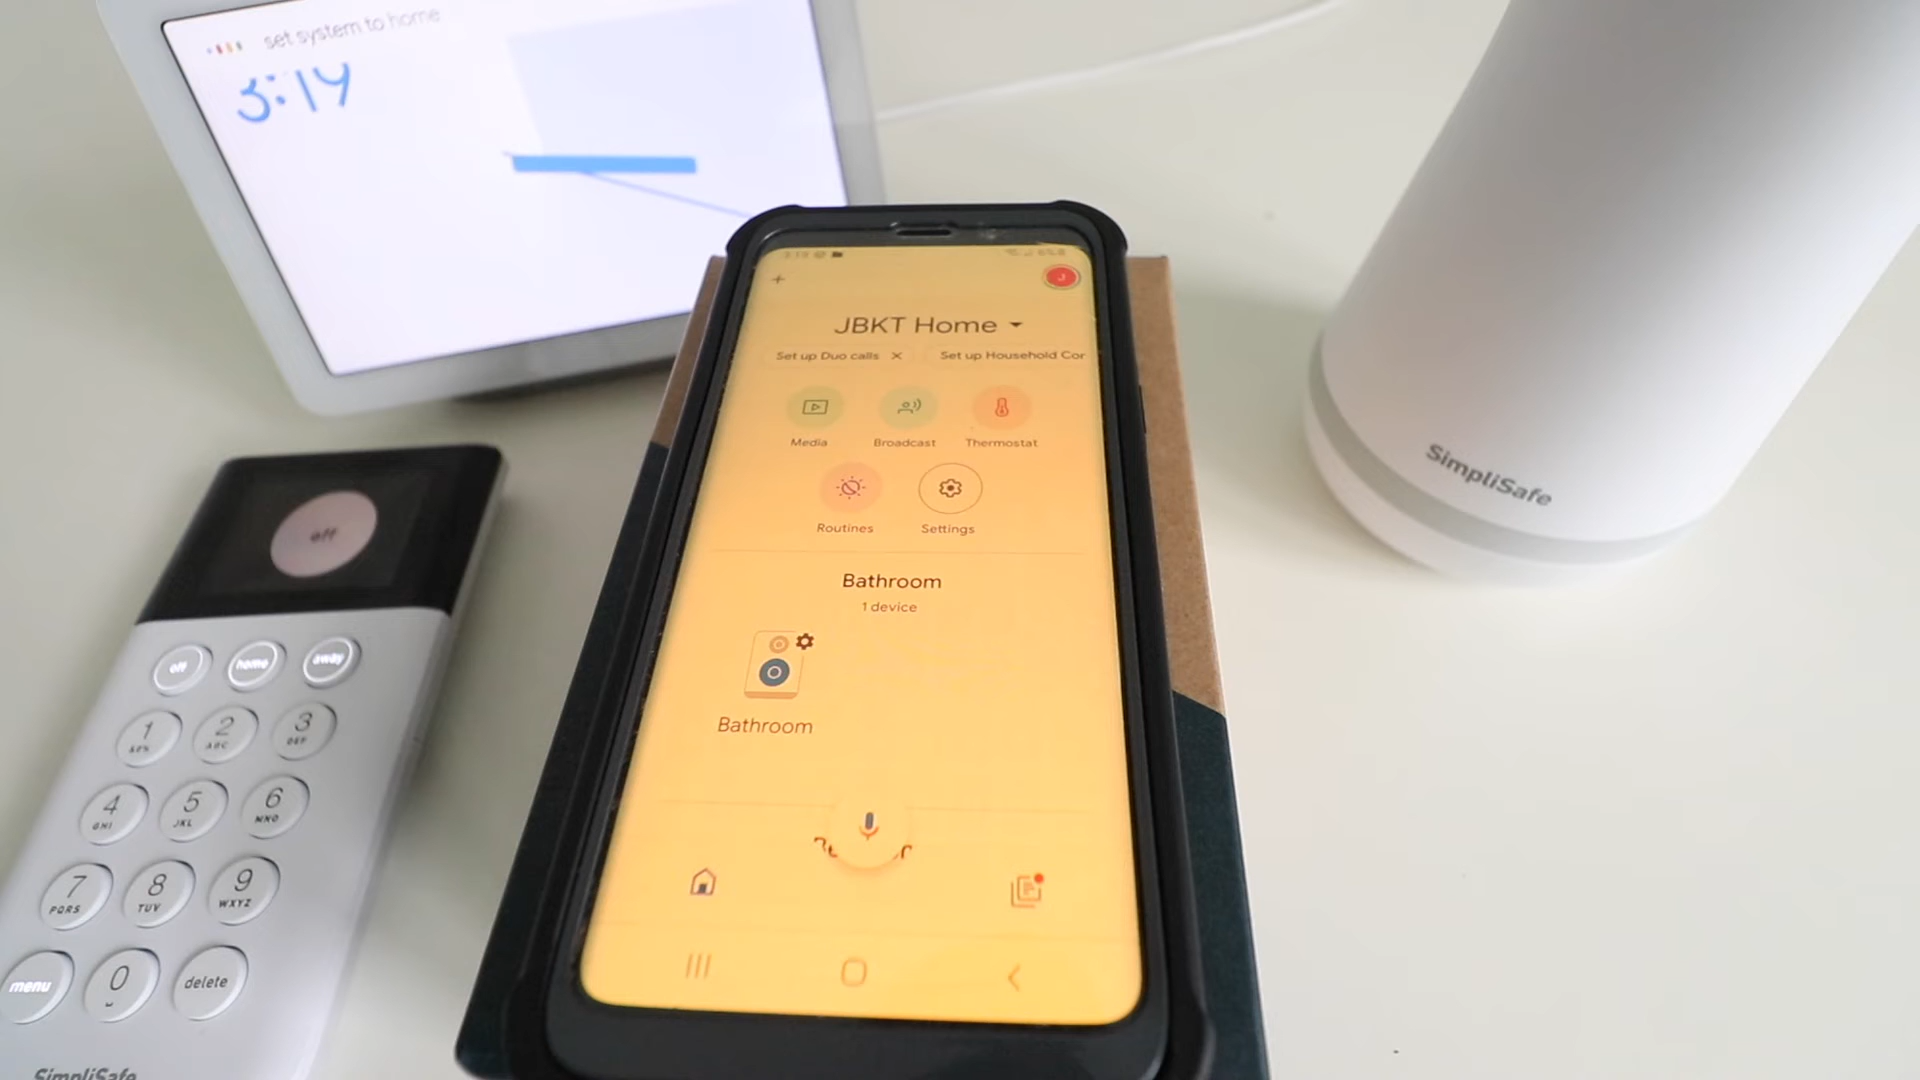 set system to home
3:19
JBKT Home
Set up Duo calls ×
Set up Household Con
Media
Broadcast
Thermostat
Routines
Settings
Bathroom
1 device
Bathroom
off
off
home
away
1
2
ABC
3
DEF
4
GHI
5
JKL
6
MNO
7
PQRS
8
TUV
9
WXYZ
menu
0
delete
SimpliSafe
SimpliSafe